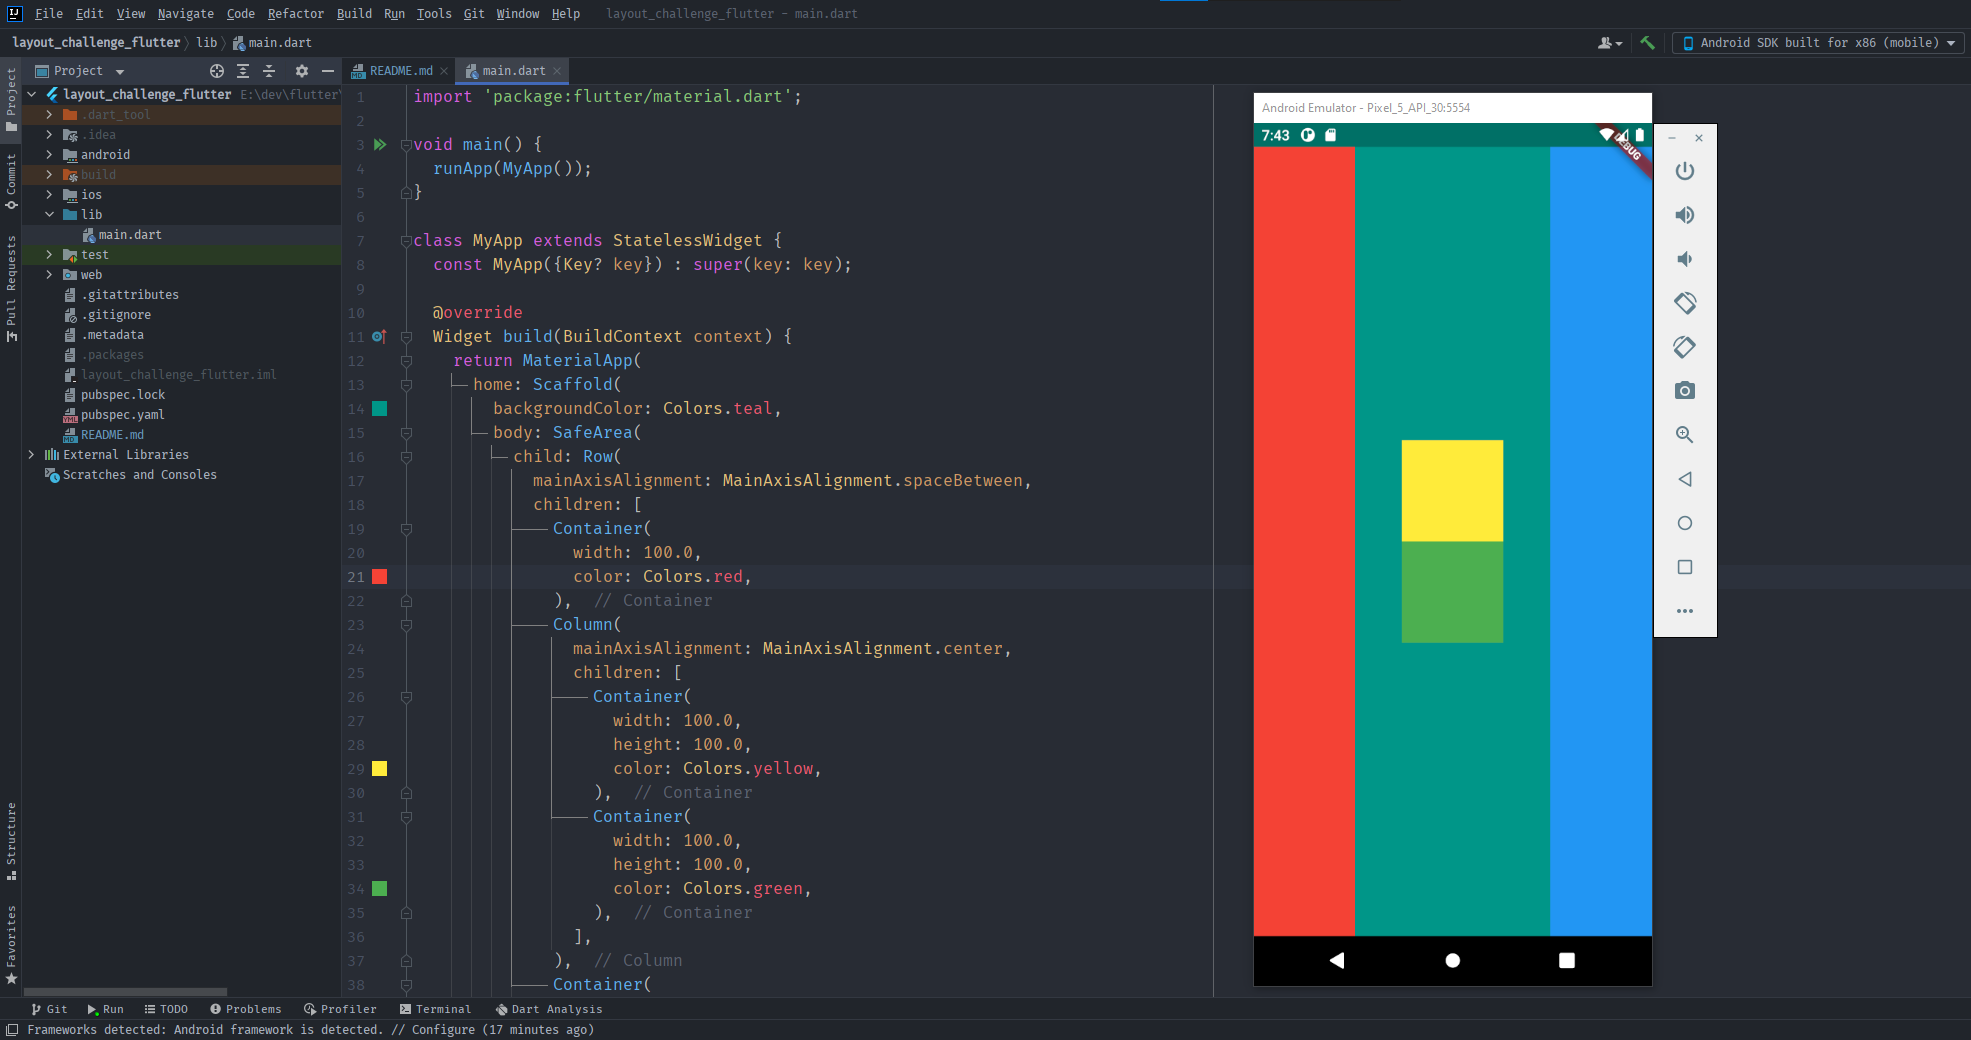 IJ File Edit View Navigate Code Refactor Build Run Tools Git Window Help layout_challenge_flutter - main.dart
layout_challenge_flutter lib main.dart Android SDK built for x86 (mobile)
Project
Commit
Pull Requests
Structure
Favorites
Project
layout_challenge_flutter E:\dev\flutter\
.dart_tool
.idea
android
build
ios
lib
main.dart
test
web
.gitattributes
.gitignore
.metadata
.packages
layout_challenge_flutter.iml
pubspec.lock
pubspec.yaml
README.md
External Libraries
Scratches and Consoles
README.md main.dart
1 import 'package:flutter/material.dart';
2
3 void main() {
4 runApp(MyApp());
5 }
6
7 class MyApp extends StatelessWidget {
8 const MyApp({Key? key}) : super(key: key);
9
10 @override
11 Widget build(BuildContext context) {
12 return MaterialApp(
13 home: Scaffold(
14 backgroundColor: Colors.teal,
15 body: SafeArea(
16 child: Row(
17 mainAxisAlignment: MainAxisAlignment.spaceBetween,
18 children: [
19 Container(
20 width: 100.0,
21 color: Colors.red,
22 ), // Container
23 Column(
24 mainAxisAlignment: MainAxisAlignment.center,
25 children: [
26 Container(
27 width: 100.0,
28 height: 100.0,
29 color: Colors.yellow,
30 ), // Container
31 Container(
32 width: 100.0,
33 height: 100.0,
34 color: Colors.green,
35 ), // Container
36 ],
37 ), // Column
38 Container(
Android Emulator - Pixel_5_API_30:5554
7:43
DEBUG
Git Run TODO Problems Profiler Terminal Dart Analysis
Frameworks detected: Android framework is detected. // Configure (17 minutes ago)